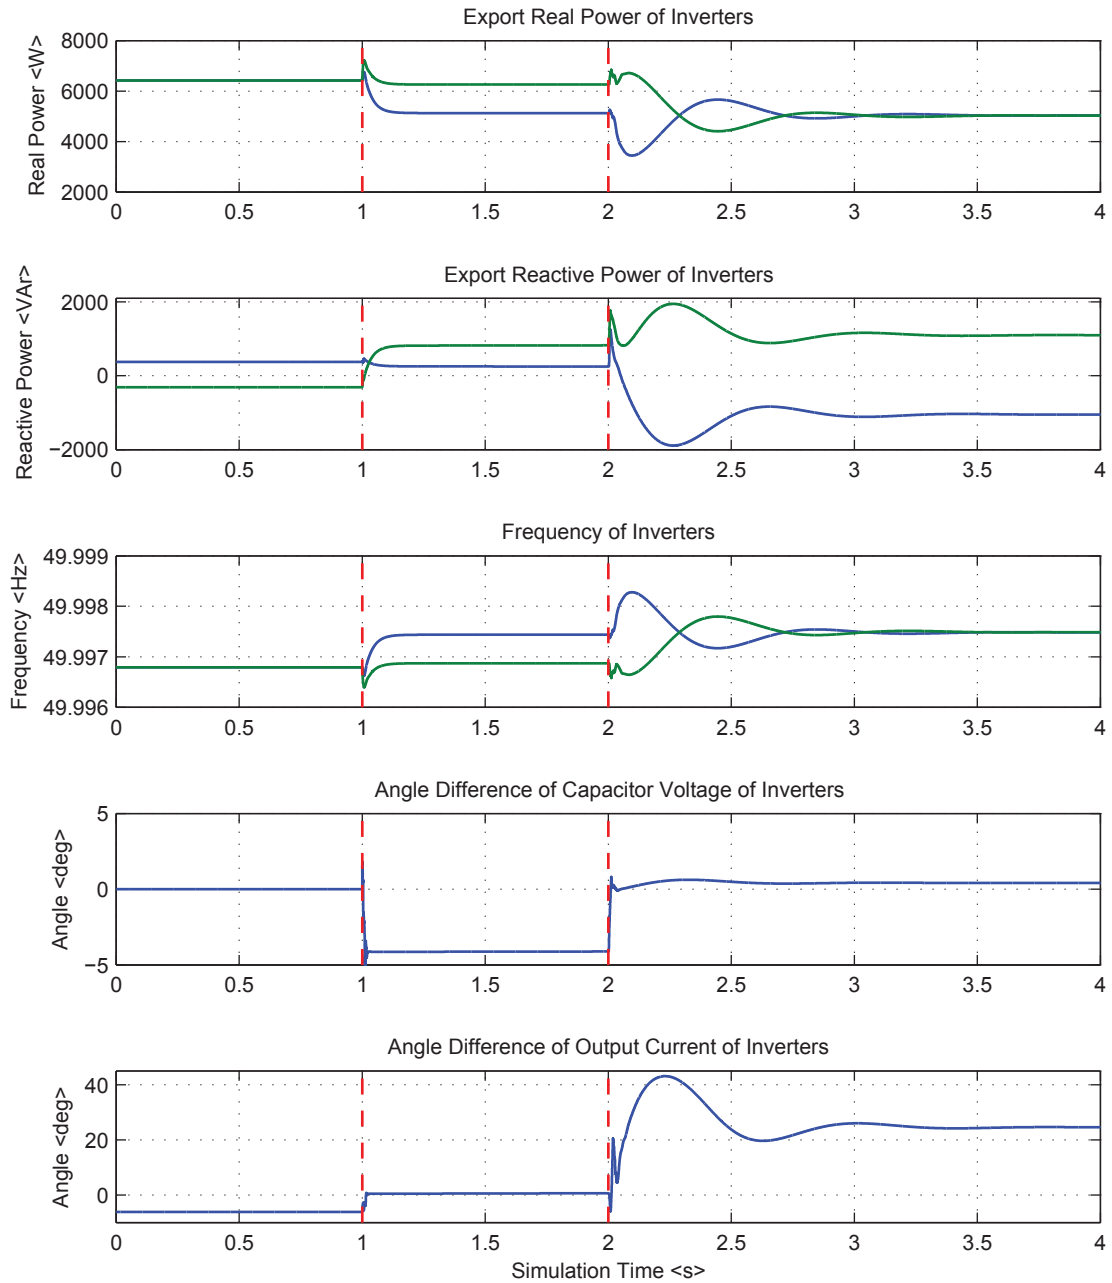 Export Real Power of Inverters
Real Power <W>
8000
6000
4000
2000
0 0.5 1 1.5 2 2.5 3 3.5 4
Export Reactive Power of Inverters
Reactive Power <VAr>
2000
0
−2000
0 0.5 1 1.5 2 2.5 3 3.5 4
Frequency of Inverters
Frequency <Hz>
49.999
49.998
49.997
49.996
0 0.5 1 1.5 2 2.5 3 3.5 4
Angle Difference of Capacitor Voltage of Inverters
Angle <deg>
5
0
−5
0 0.5 1 1.5 2 2.5 3 3.5 4
Angle Difference of Output Current of Inverters
Angle <deg>
40
20
0
0 0.5 1 1.5 2 2.5 3 3.5 4
Simulation Time <s>